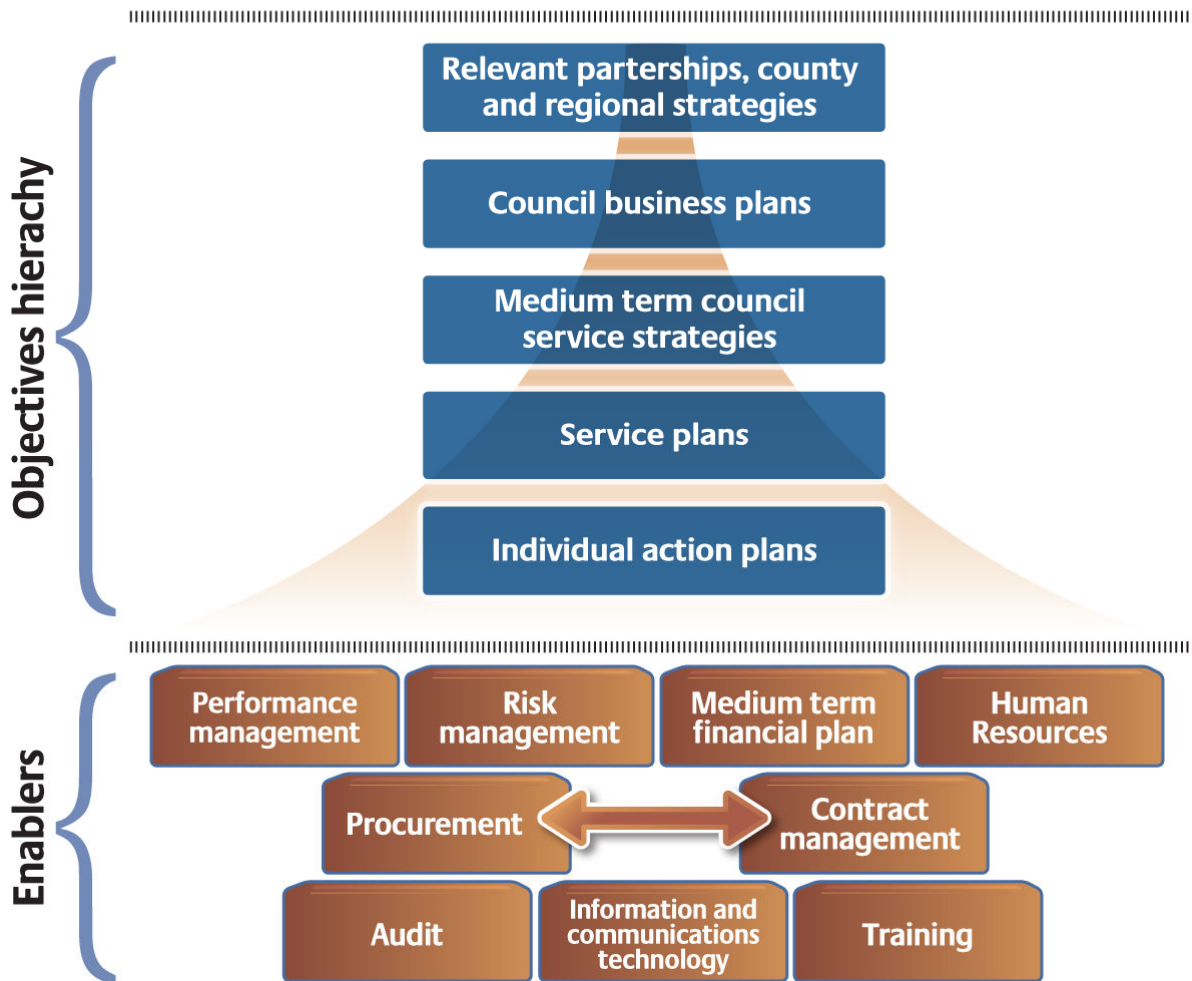 Objectives hierachy
Relevant parterships, county
and regional strategies
Council business plans
Medium term council
service strategies
Service plans
Individual action plans
Enablers
Performance
management
Risk
management
Medium term
financial plan
Human
Resources
Procurement
Contract
management
Audit
Information and
communications
technology
Training